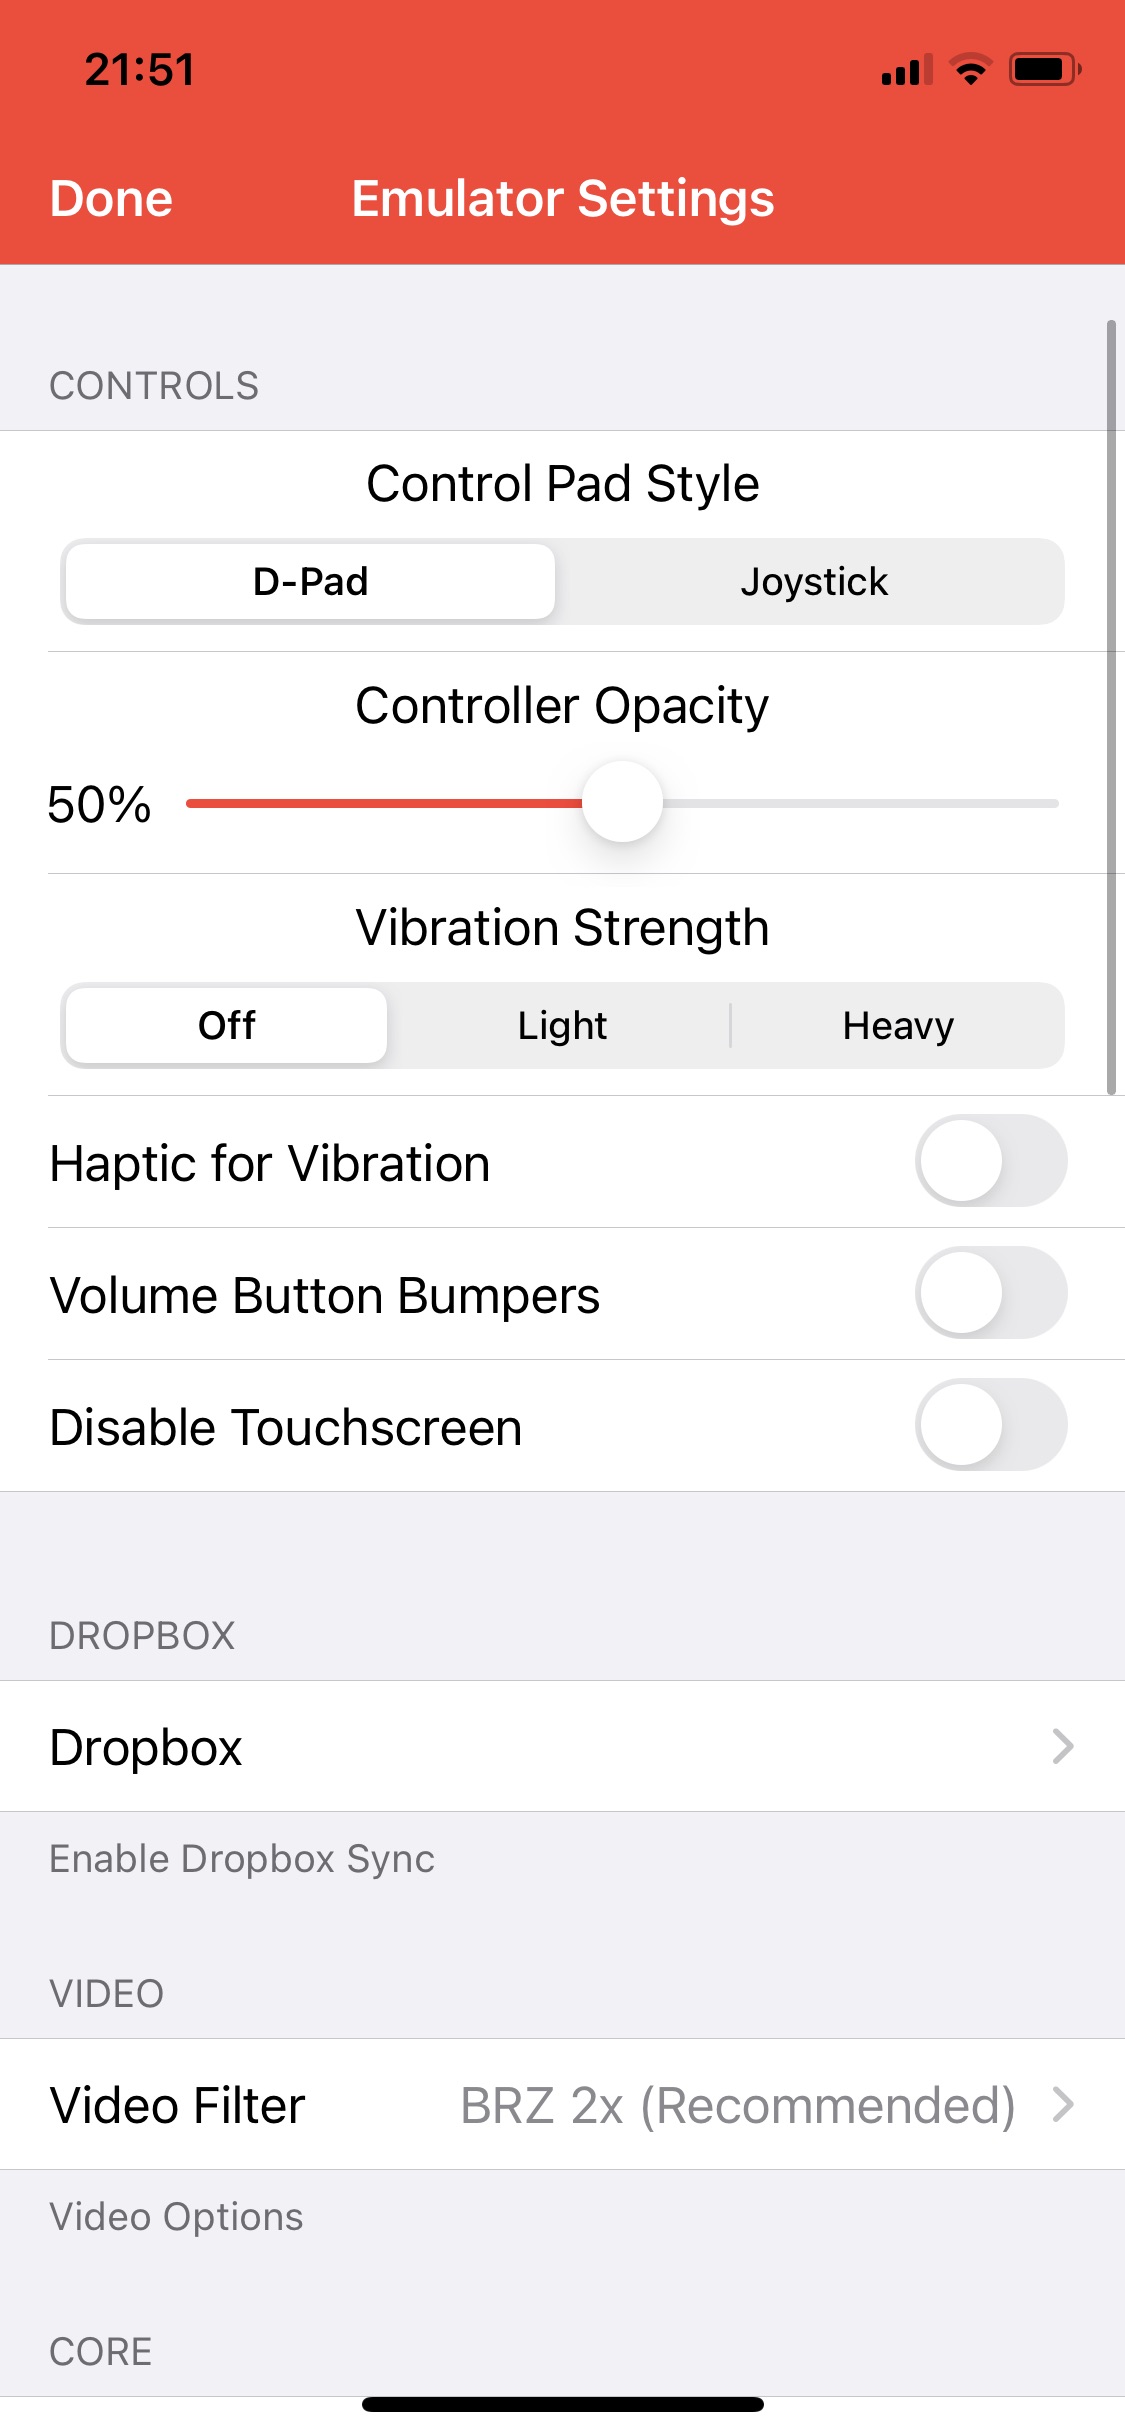 21:51
Done Emulator Settings
CONTROLS
Control Pad Style
D-Pad Joystick
Controller Opacity
50%
Vibration Strength
Off Light Heavy
Haptic for Vibration
Volume Button Bumpers
Disable Touchscreen
DROPBOX
Dropbox
Enable Dropbox Sync
VIDEO
Video Filter BRZ 2x (Recommended)
Video Options
CORE